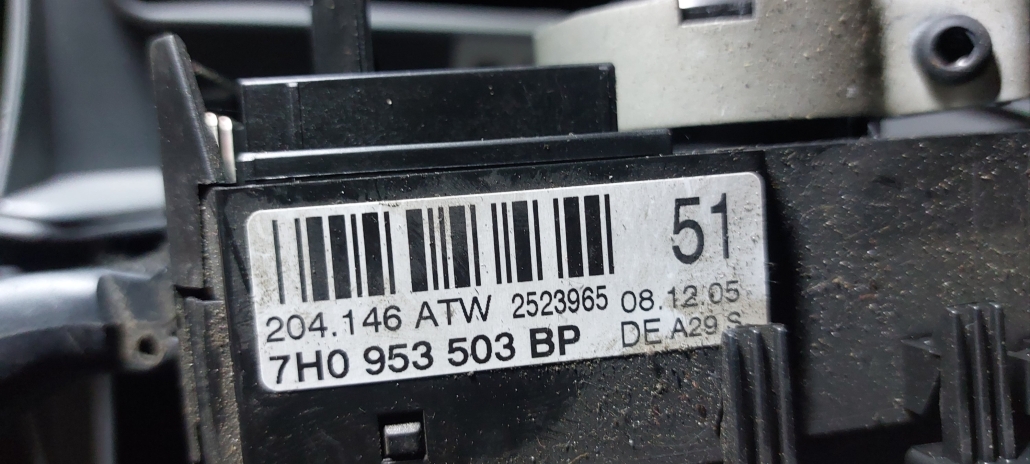 51
204.146 ATW 2523965 08.12.05
7H0 953 503 BP DE A29 S